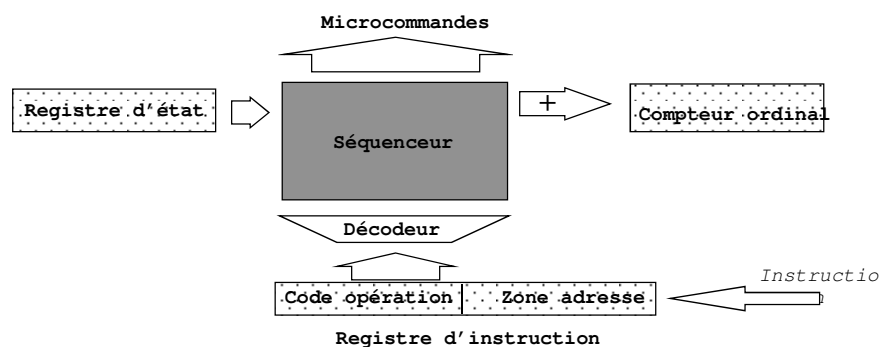 Microcommandes
Registre d'état
+
Compteur ordinal
Séquenceur
Décodeur
Instructio
Code opération
Zone adresse
Registre d'instruction